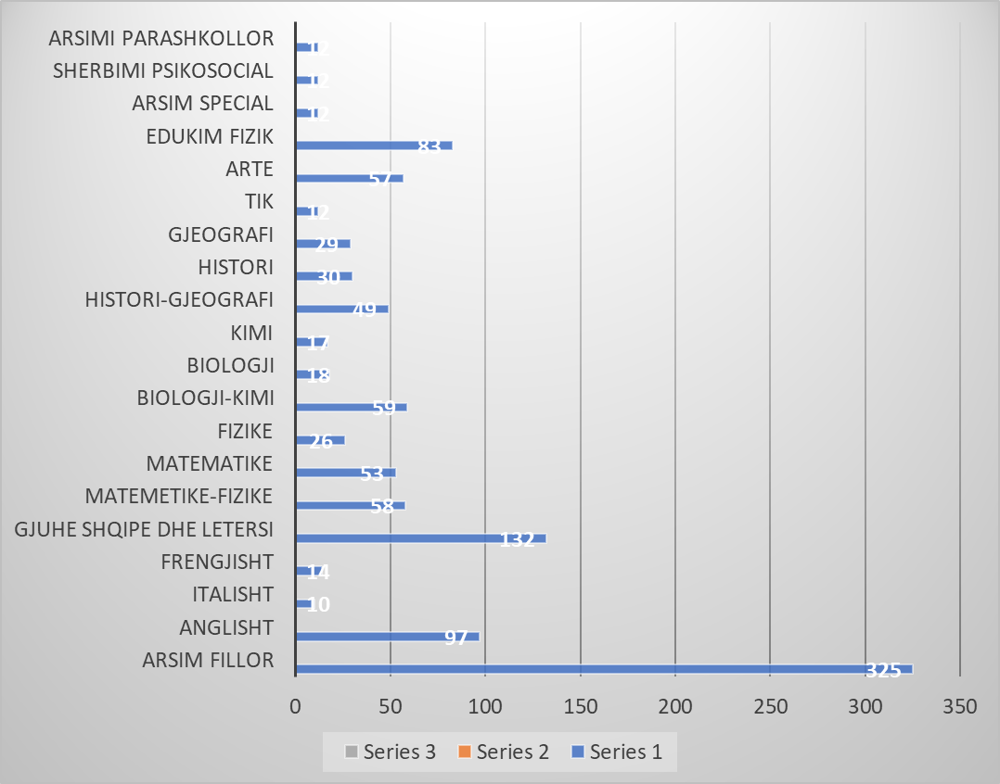 ARSIMI PARASHKOLLOR 12
SHERBIMI PSIKOSOCIAL 12
ARSIM SPECIAL 12
EDUKIM FIZIK 83
ARTE 57
TIK 12
GJEOGRAFI 29
HISTORI 30
HISTORI-GJEOGRAFI 49
KIMI 17
BIOLOGJI 18
BIOLOGJI-KIMI 59
FIZIKE 26
MATEMATIKE 53
MATEMETIKE-FIZIKE 58
GJUHE SHQIPE DHE LETERSI 132
FRENGJISHT 14
ITALISHT 10
ANGLISHT 97
ARSIM FILLOR 325
0 50 100 150 200 250 300 350
Series 3 Series 2 Series 1